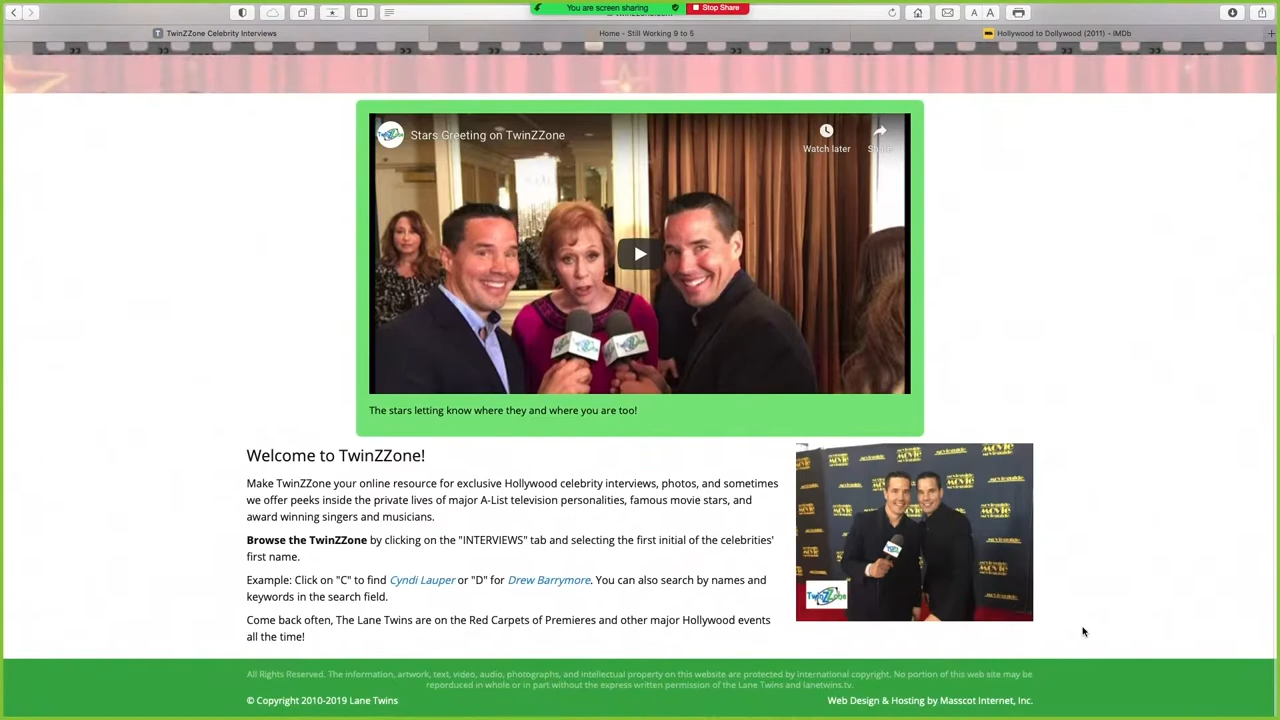 You are screen sharing
Stop Share
TwinZZone Celebrity Interviews
Home - Still Working 9 to 5
Hollywood to Dollywood (2011) - IMDb
Stars Greeting on TwinZZone
Watch later
TwinZZone
TwinZZone
The stars letting know where they and where you are too!
Welcome to TwinZZone!
Make TwinZZone your online resource for exclusive Hollywood celebrity interviews, photos, and sometimes
we offer peeks inside the private lives of major A-List television personalities, famous movie stars, and
award winning singers and musicians.
Browse the TwinZZone by clicking on the "INTERVIEWS" tab and selecting the first initial of the celebrities'
first name.
Example: Click on "C" to find Cyndi Lauper or "D" for Drew Barrymore. You can also search by names and
keywords in the search field.
Come back often, The Lane Twins are on the Red Carpets of Premieres and other major Hollywood events
all the time!
TwinZZone
All Rights Reserved. The information, artwork, text, video, audio, photographs, and intellectual property on this website are protected by international copyright. No portion of this website may be
reporduced in whole or in part without the express written permission of the Lane Twins and lanetwins.tv.
© Copyright 2010-2019 Lane Twins
Web Design & Hosting by Masscot Internet, Inc.